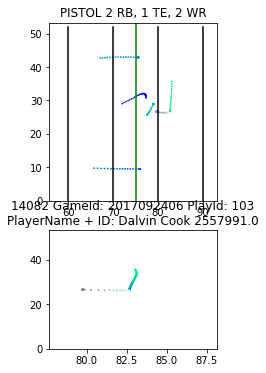 PISTOL 2 RB, 1 TE, 2 WR
50
40
30
20
10
0
60 70 80 90
14082 GameId: 2017092406 PlayId: 103
PlayerName + ID: Dalvin Cook 2557991.0
40
20
0
80.0 82.5 85.0 87.5